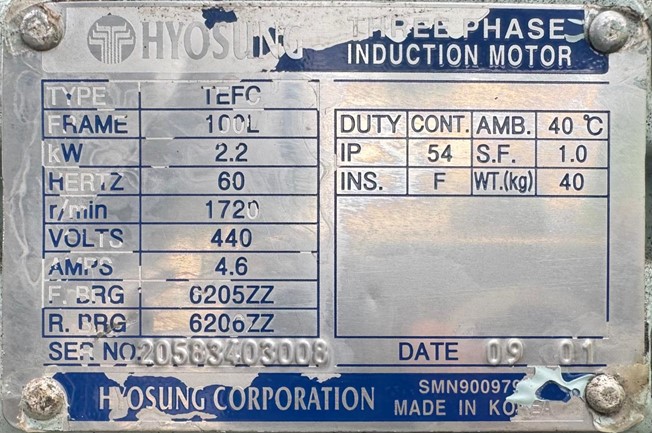 HYOSUNG
THREE PHASE
INDUCTION MOTOR
TYPE TEFC
FRAME 100L
kW 2.2
HERTZ 60
r/min 1720
VOLTS 440
AMPS 4.6
F. BRG 6205ZZ
R. BRG 6206ZZ
DUTY CONT. AMB. 40 ℃
IP 54 S.F. 1.0
INS. F WT.(kg) 40
SER NO: 20583403008 DATE 09 01
HYOSUNG CORPORATION
MADE IN KOREA